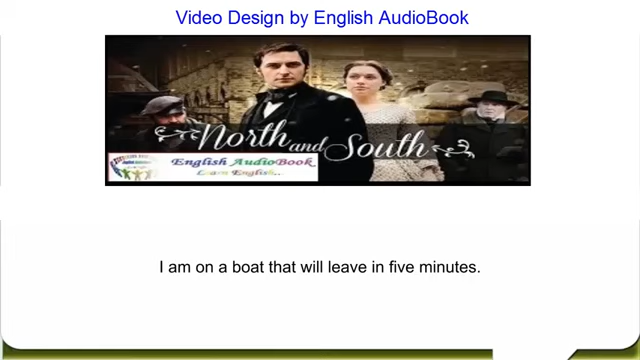 Video Design by English AudioBook
North and South
English AudioBook
Learn English...
I am on a boat that will leave in five minutes.